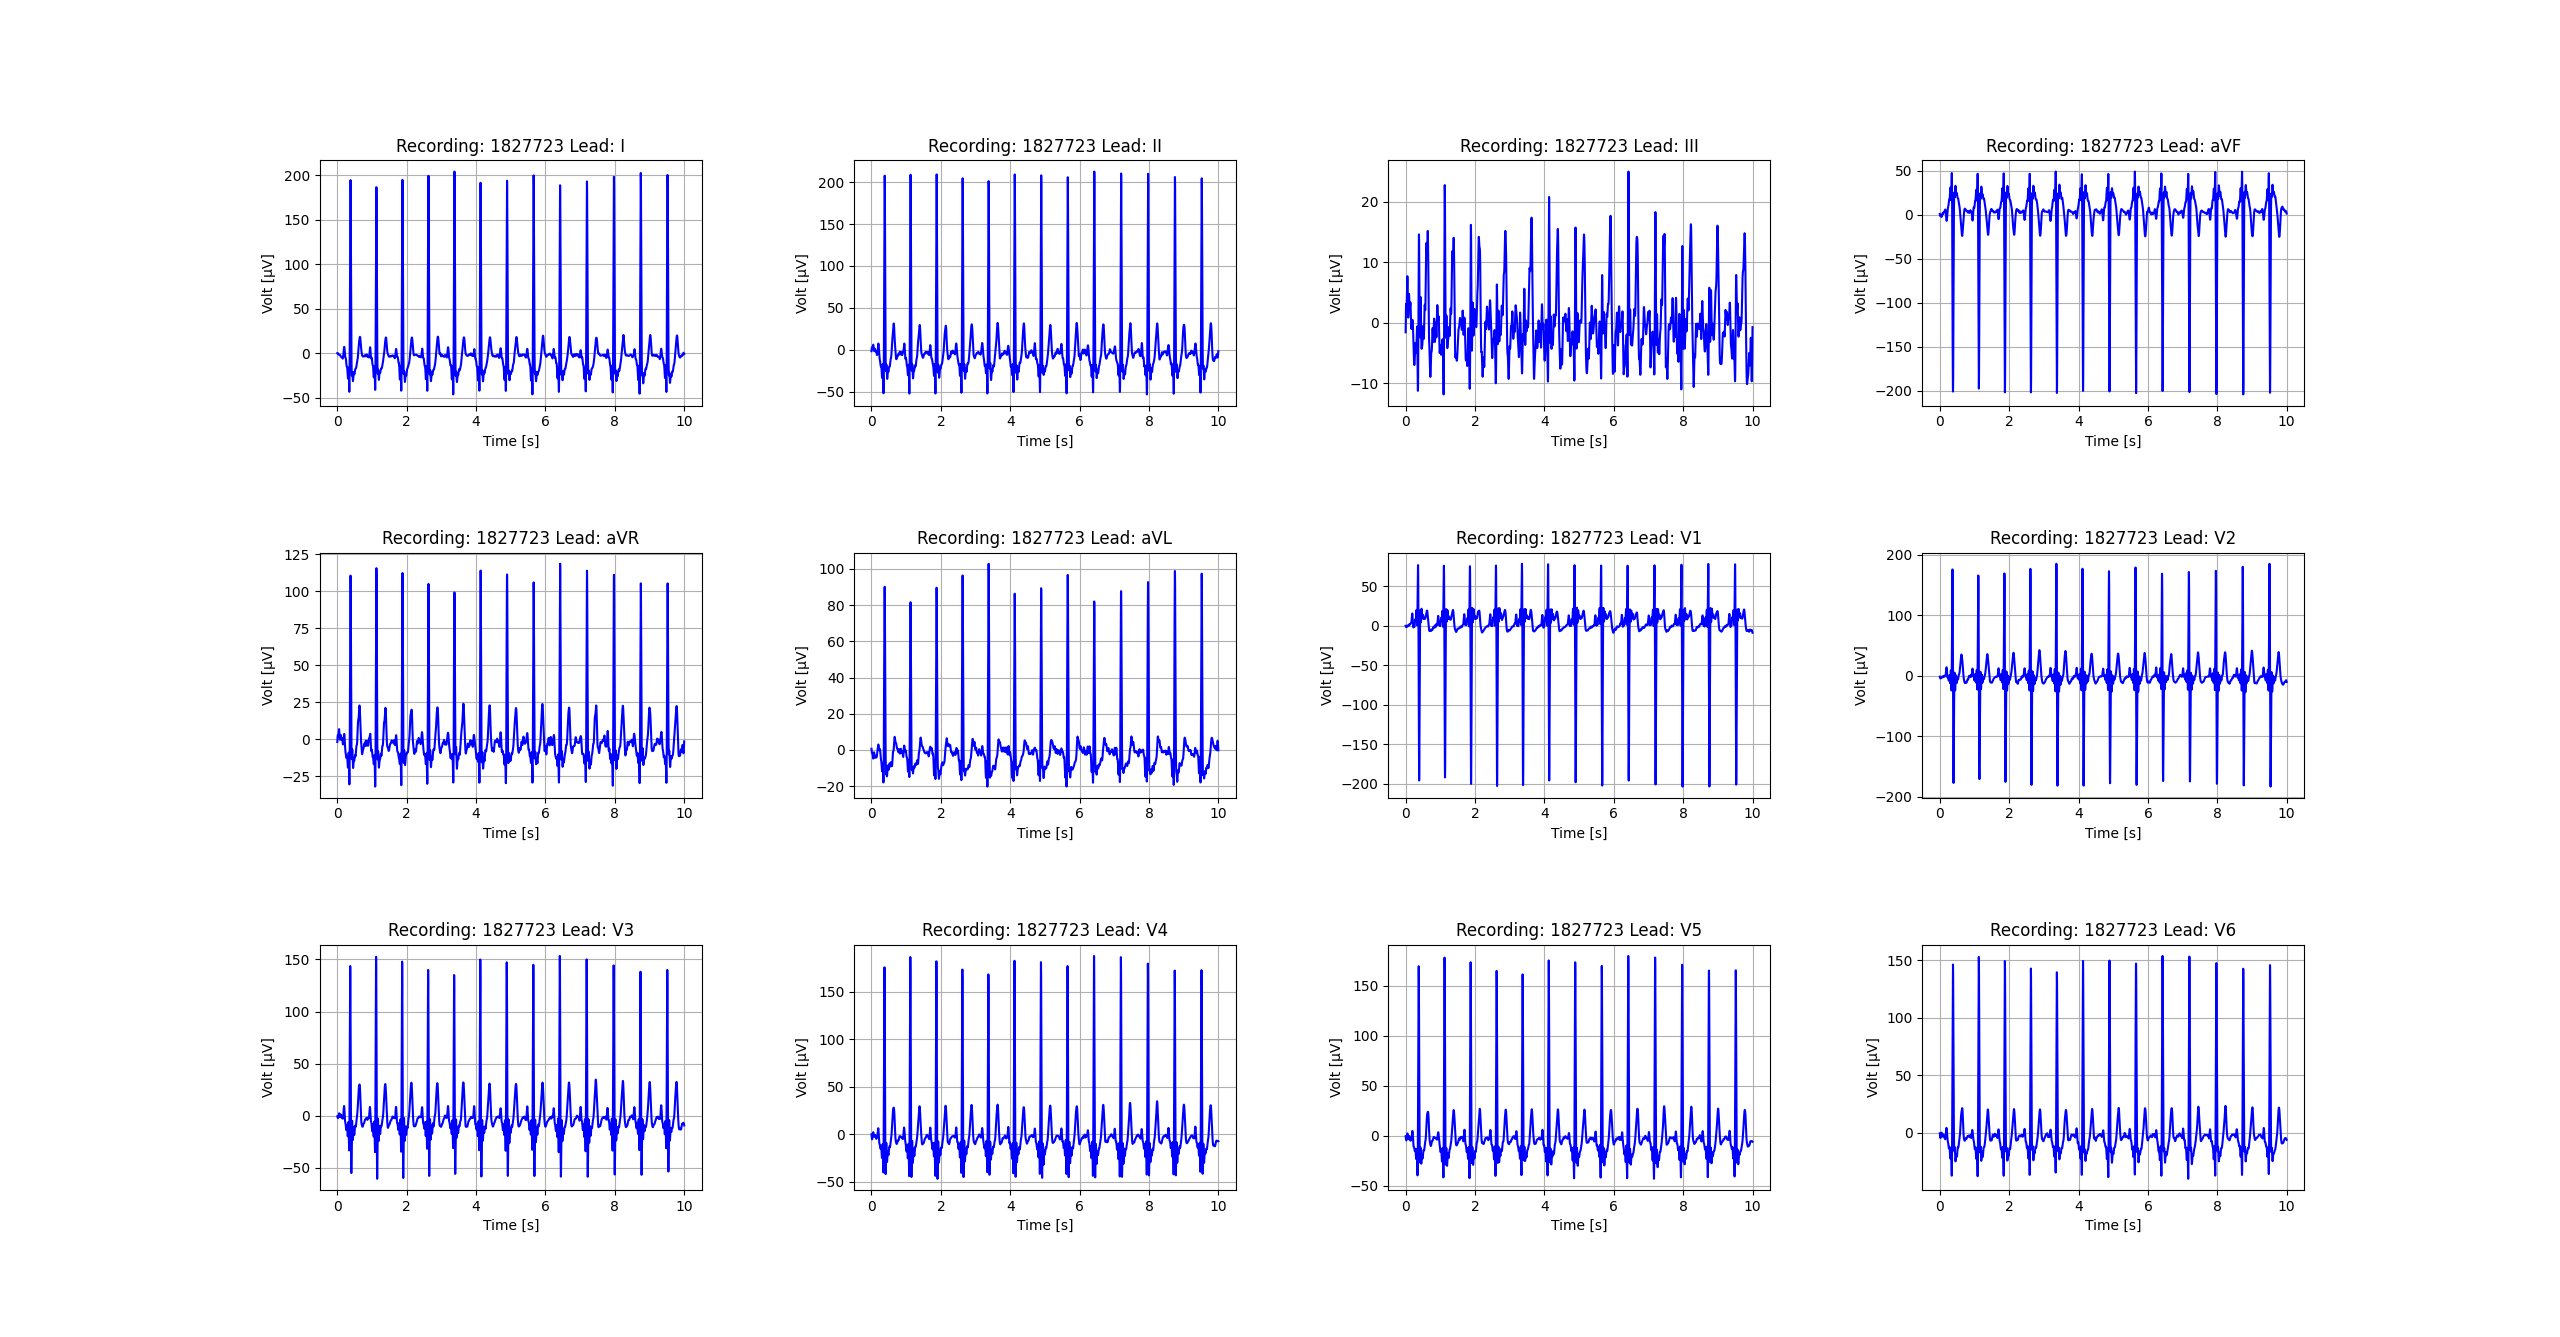 Recording: 1827723 Lead: I
Volt [µV]
200
150
100
50
0
−50
0 2 4 6 8 10
Time [s]
Recording: 1827723 Lead: II
Volt [µV]
200
150
100
50
0
−50
0 2 4 6 8 10
Time [s]
Recording: 1827723 Lead: III
Volt [µV]
20
10
0
−10
0 2 4 6 8 10
Time [s]
Recording: 1827723 Lead: aVF
Volt [µV]
50
0
−50
−100
−150
−200
0 2 4 6 8 10
Time [s]
Recording: 1827723 Lead: aVR
Volt [µV]
125
100
75
50
25
0
−25
0 2 4 6 8 10
Time [s]
Recording: 1827723 Lead: aVL
Volt [µV]
100
80
60
40
20
0
−20
0 2 4 6 8 10
Time [s]
Recording: 1827723 Lead: V1
Volt [µV]
50
0
−50
−100
−150
−200
0 2 4 6 8 10
Time [s]
Recording: 1827723 Lead: V2
Volt [µV]
200
100
0
−100
−200
0 2 4 6 8 10
Time [s]
Recording: 1827723 Lead: V3
Volt [µV]
150
100
50
0
−50
0 2 4 6 8 10
Time [s]
Recording: 1827723 Lead: V4
Volt [µV]
150
100
50
0
−50
0 2 4 6 8 10
Time [s]
Recording: 1827723 Lead: V5
Volt [µV]
150
100
50
0
−50
0 2 4 6 8 10
Time [s]
Recording: 1827723 Lead: V6
Volt [µV]
150
100
50
0
0 2 4 6 8 10
Time [s]